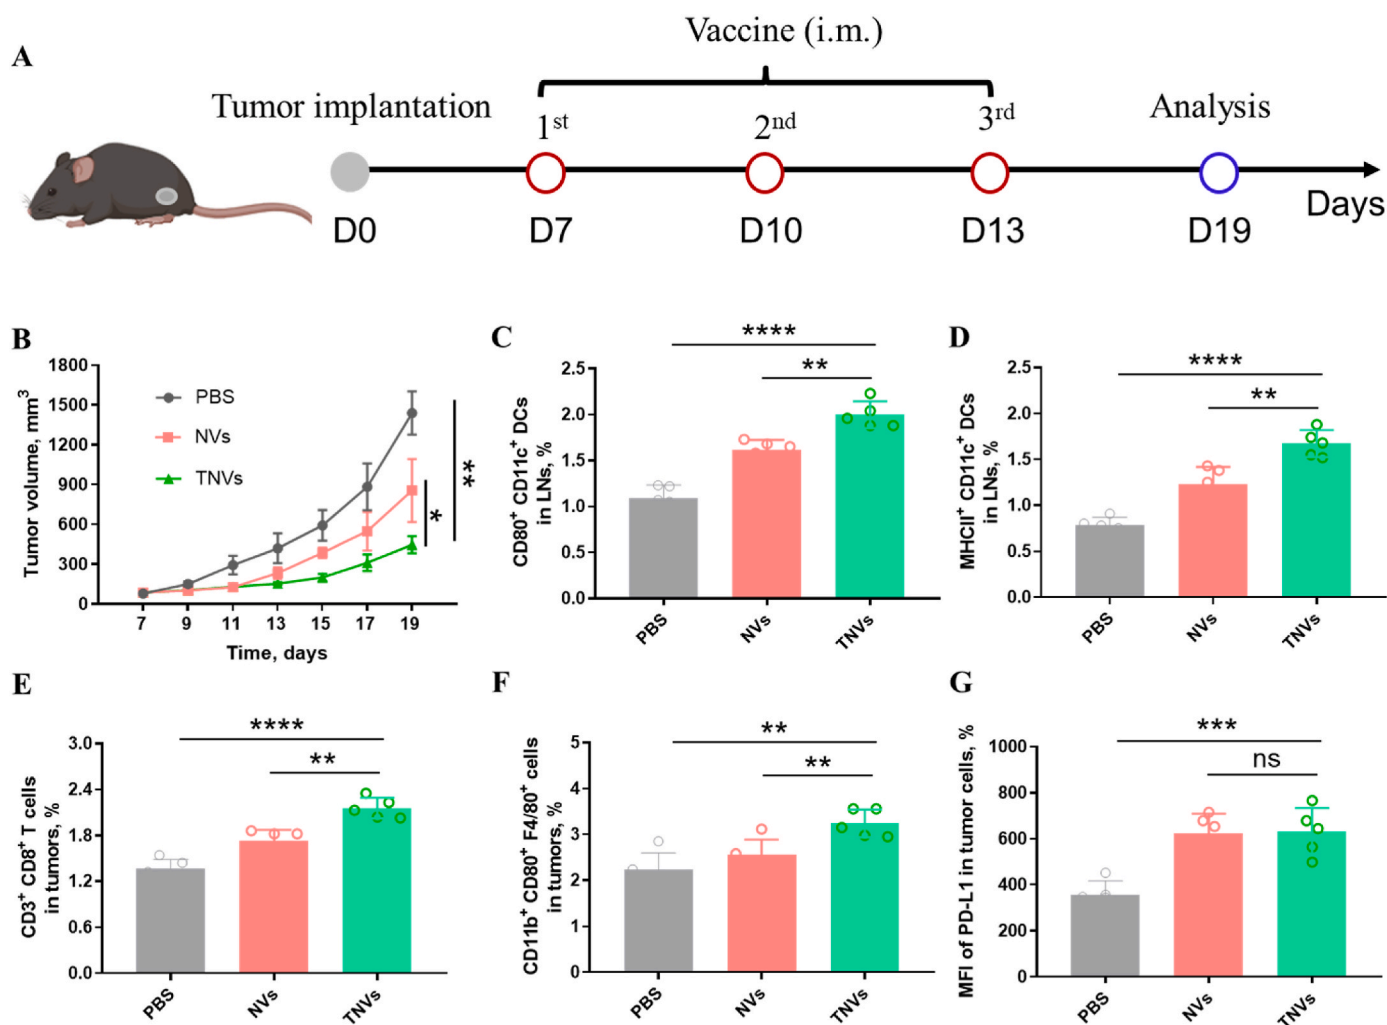 A
Vaccine (i.m.)
Tumor implantation
1st
2nd
3rd
Analysis
D0
D7
D10
D13
D19
Days
B
Tumor volume, mm3
1800
1500
1200
900
600
300
0
PBS
NVs
TNVs
*
**
7 9 11 13 15 17 19
Time, days
C
CD80+ CD11c+ DCs
in LNs, %
2.5
2.0
1.5
1.0
0.5
0.0
****
**
PBS
NVs
TNVs
D
MHCII+ CD11c+ DCs
in LNs, %
2.5
2.0
1.5
1.0
0.5
0.0
****
**
PBS
NVs
TNVs
E
CD3+ CD8+ T cells
in tumors, %
3.0
2.4
1.8
1.2
0.6
0.0
****
**
PBS
NVs
TNVs
F
CD11b+ CD80+ F4/80+ cells
in tumors, %
5
4
3
2
1
0
**
**
PBS
NVs
TNVs
G
MFI of PD-L1 in tumor cells, %
1000
800
600
400
200
0
***
ns
PBS
NVs
TNVs